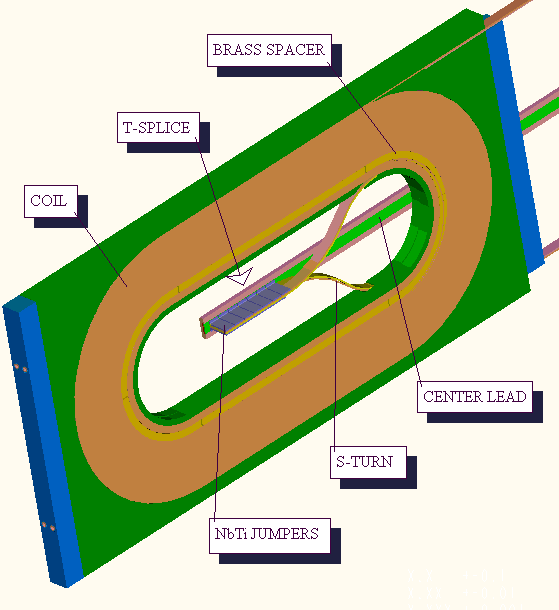 BRASS SPACER
T-SPLICE
COIL
CENTER LEAD
S-TURN
NbTi JUMPERS